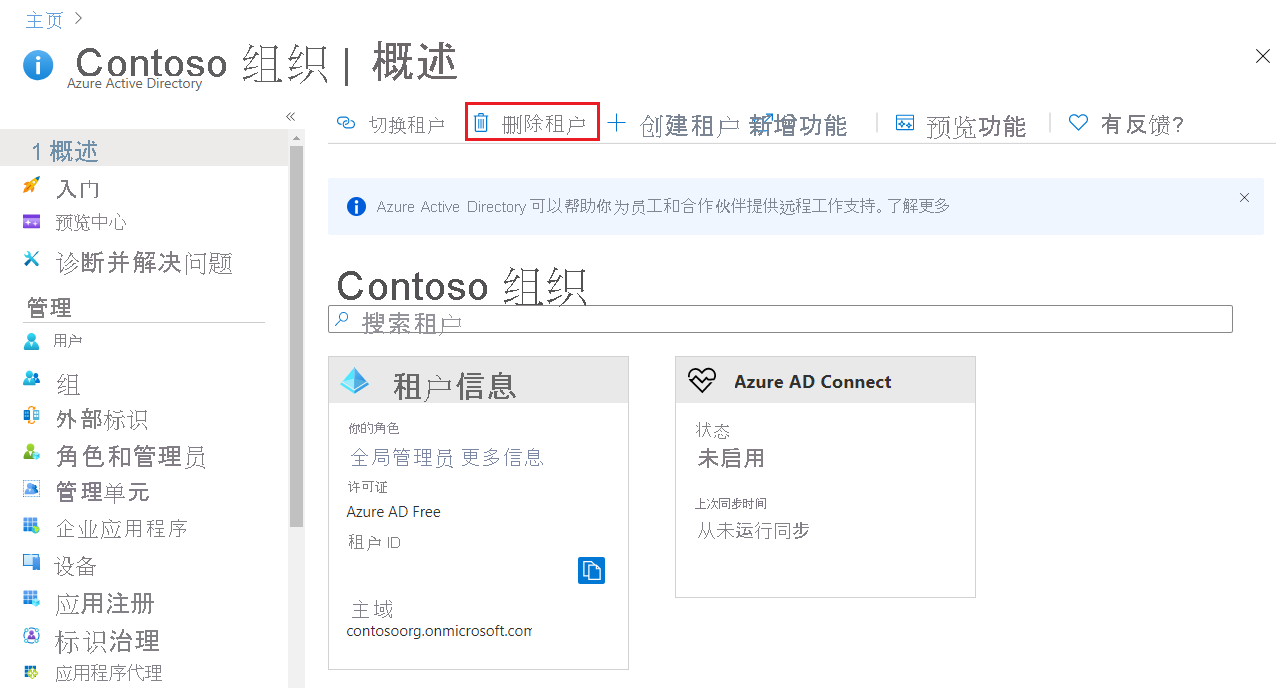 主页 >
Contoso 组织 | 概述
Azure Active Directory
«
切换租户 删除租户 + 创建租户 新增功能 预览功能 有反馈?
1 概述
入门
预览中心
诊断并解决问题
管理
用户
组
外部标识
角色和管理员
管理单元
企业应用程序
设备
应用注册
标识治理
应用程序代理
Azure Active Directory 可以帮助你为员工和合作伙伴提供远程工作支持。了解更多
Contoso 组织
搜索租户
租户信息
你的角色
全局管理员 更多信息
许可证
Azure AD Free
租户 ID
主域
contosoorg.onmicrosoft.com
Azure AD Connect
状态
未启用
上次同步时间
从未运行同步